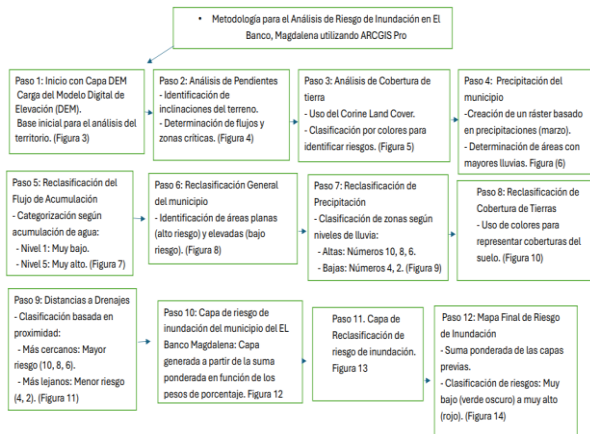 • Metodología para el Análisis de Riesgo de Inundación en El
Banco, Magdalena utilizando ARCGIS Pro
Paso 1: Inicio con Capa DEM
Carga del Modelo Digital de
Elevación (DEM).
Base inicial para el análisis del
territorio. (Figura 3)
Paso 2: Análisis de Pendientes
- Identificación de
inclinaciones del terreno.
- Determinación de flujos y
zonas críticas. (Figura 4)
Paso 3: Análisis de Cobertura de
tierra
- Uso del Corine Land Cover.
- Clasificación por colores para
identificar riesgos. (Figura 5)
Paso 4: Precipitación del
municipio
-Creación de un ráster basado
en precipitaciones (marzo).
- Determinación de áreas con
mayores lluvias. Figura (6)
Paso 5: Reclasificación del
Flujo de Acumulación
- Categorización según
acumulación de agua:
- Nivel 1: Muy bajo.
- Nivel 5: Muy alto. (Figura 7)
Paso 6: Reclasificación General
del municipio
- Identificación de áreas planas
(alto riesgo) y elevadas (bajo
riesgo). (Figura 8)
Paso 7: Reclasificación de
Precipitación
- Clasificación de zonas según
niveles de lluvia:
- Altas: Números 10, 8, 6.
- Bajas: Números 4, 2. (Figura 9)
Paso 8: Reclasificación de
Cobertura de Tierras
- Uso de colores para
representar coberturas del
suelo. (Figura 10)
Paso 9: Distancias a Drenajes
- Clasificación basada en
proximidad:
- Más cercanos: Mayor
riesgo (10, 8, 6).
- Más lejanos: Menor riesgo
(4, 2). (Figura 11)
Paso 10: Capa de riesgo de
inundación del municipio del EL
Banco Magdalena: Capa
generada a partir de la suma
ponderada en función de los
pesos de porcentaje. Figura 12
Paso 11. Capa de
Reclasificación de
riesgo de inundación.
Figura 13
Paso 12: Mapa Final de Riesgo
de Inundación
- Suma ponderada de las capas
previas.
- Clasificación de riesgos: Muy
bajo (verde oscuro) a muy alto
(rojo). (Figura 14)